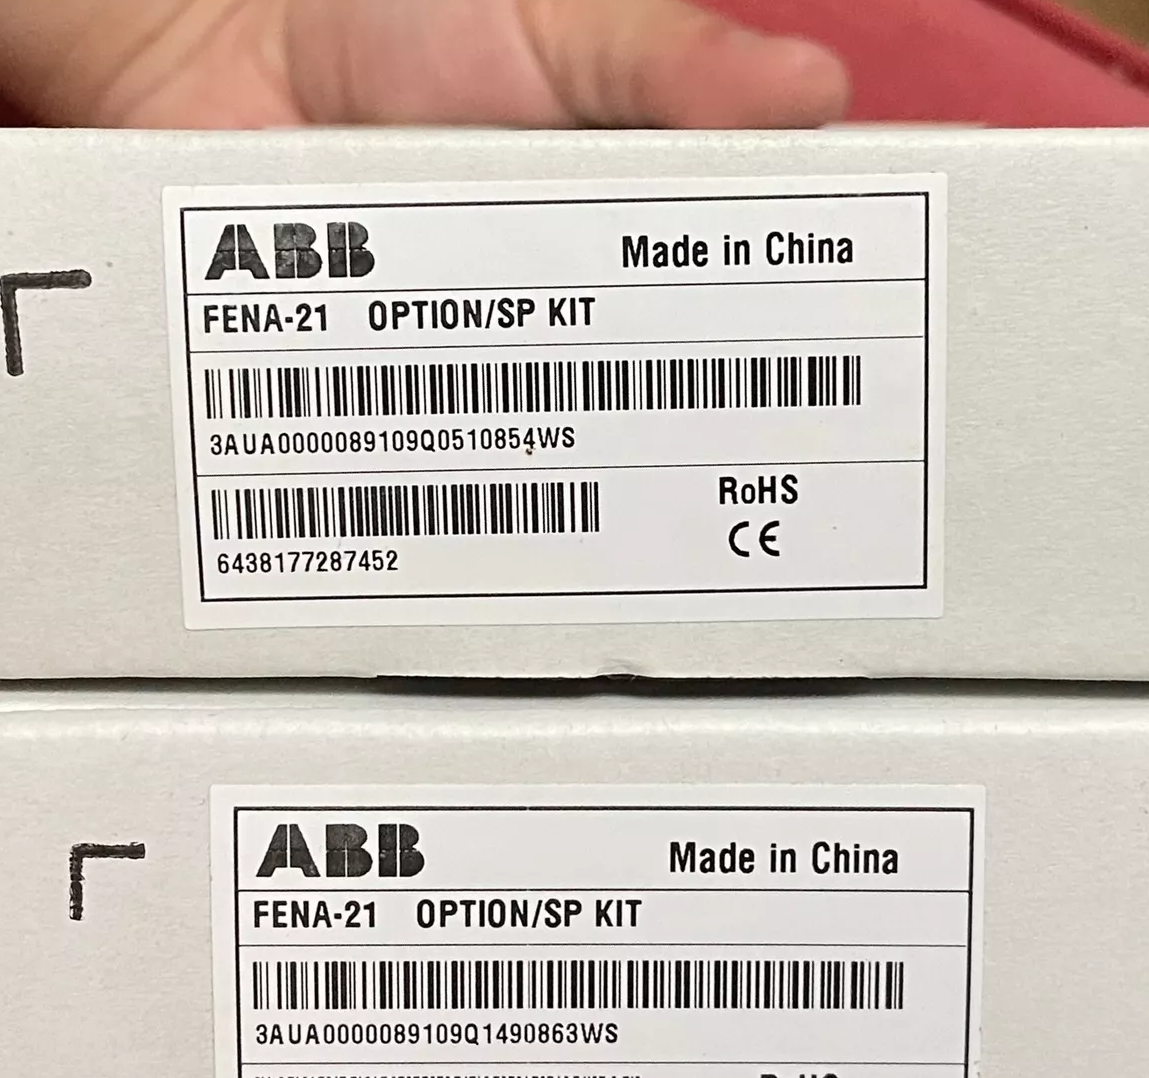 ABB Made in China
FENA-21 OPTION/SP KIT
3AUA0000089109Q0510854WS
RoHS
CE
6438177287452
ABB Made in China
FENA-21 OPTION/SP KIT
3AUA0000089109Q1490863WS
RoHS